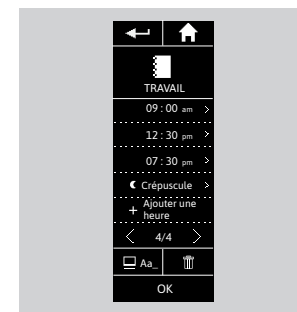 TRAVAIL
09 : 00 am >
12 : 30 pm >
07 : 30 pm >
Crépuscule >
+ Ajouter une
heure
< 4/4 >
Aa_
OK